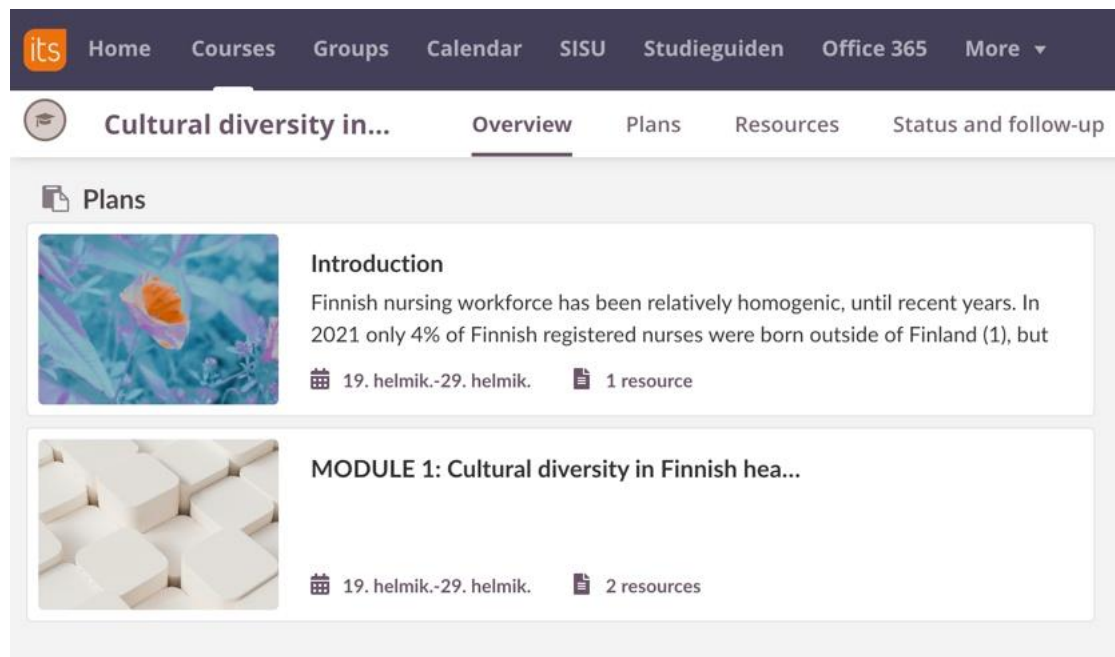 its Home Courses Groups Calendar SISU Studieguiden Office 365 More
Cultural diversity in... Overview Plans Resources Status and follow-up
Plans
Introduction
Finnish nursing workforce has been relatively homogenic, until recent years. In
2021 only 4% of Finnish registered nurses were born outside of Finland (1), but
19. helmik.-29. helmik. 1 resource
MODULE 1: Cultural diversity in Finnish hea...
19. helmik.-29. helmik. 2 resources